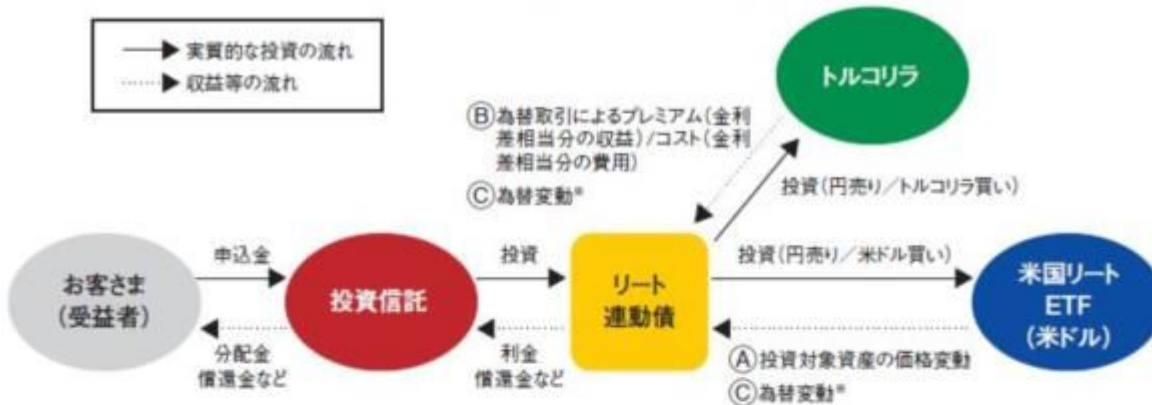 実質的な投資の流れ
収益等の流れ
トルコリラ
Ⓑ為替取引によるプレミアム(金利
差相当分の収益)/コスト(金利
差相当分の費用)
Ⓒ為替変動※
投資(円売り/トルコリラ買い)
お客さま
(受益者)
申込金
分配金
償還金など
投資信託
投資
利金
償還金など
リート
連動債
投資(円売り/米ドル買い)
Ⓐ投資対象資産の価格変動
Ⓒ為替変動※
米国リート
ETF
(米ドル)